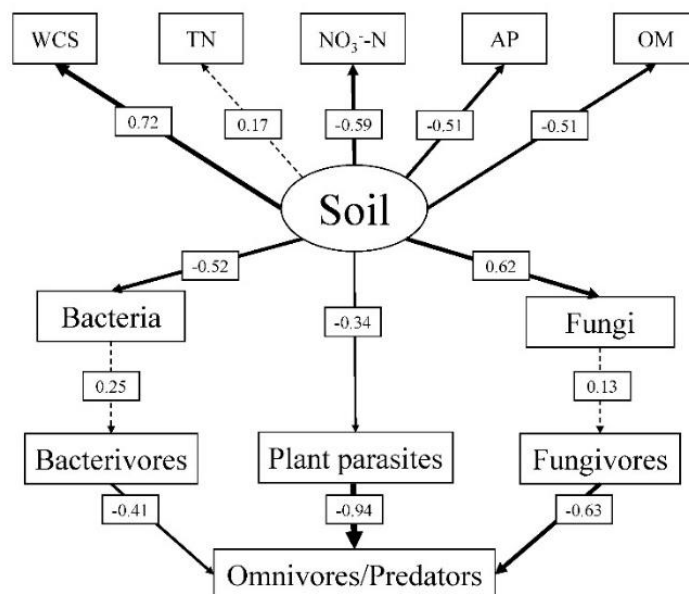 WCS
TN
NO₃⁻-N
AP
OM
0.72
0.17
-0.59
-0.51
-0.51
Soil
-0.52
0.62
Bacteria
-0.34
Fungi
0.25
0.13
Bacterivores
Plant parasites
Fungivores
-0.41
-0.94
-0.63
Omnivores/Predators